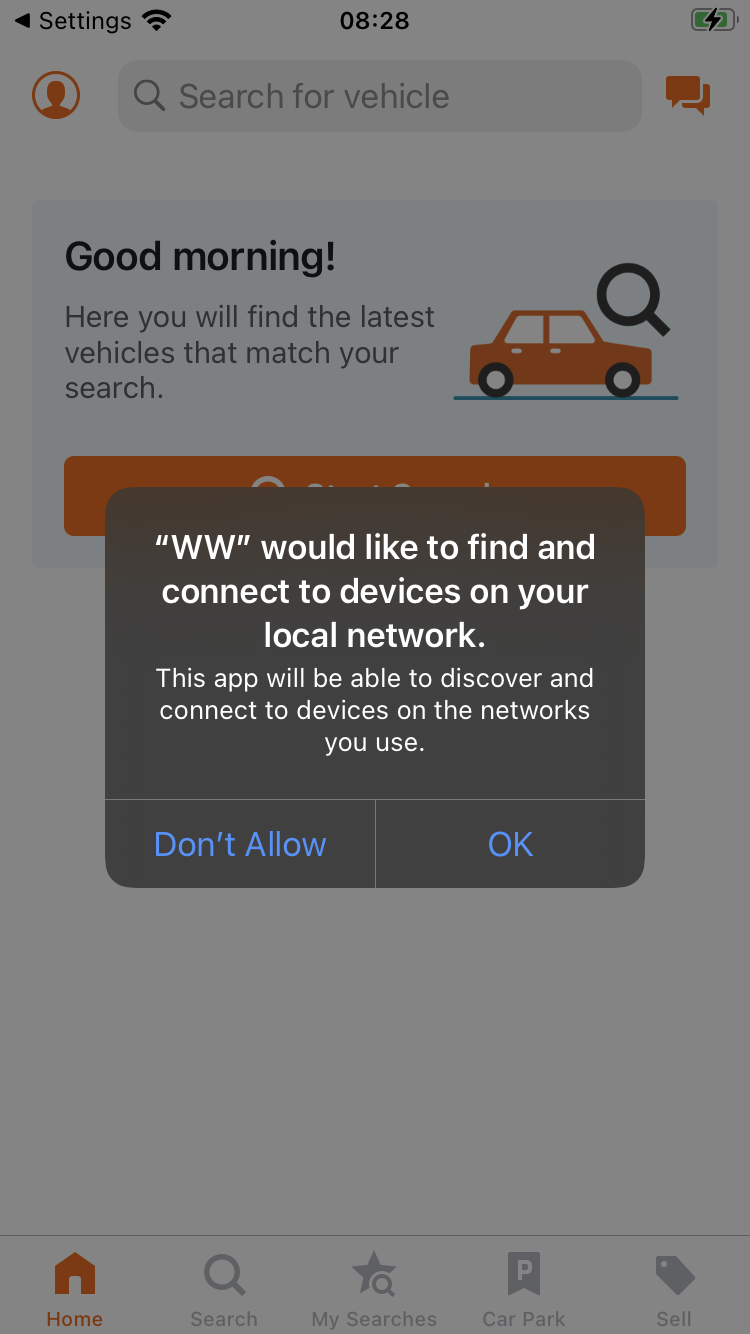 Settings 08:28
Search for vehicle
Good morning!
Here you will find the latest
vehicles that match your
search.
“WW” would like to find and
connect to devices on your
local network.
This app will be able to discover and
connect to devices on the networks
you use.
Don’t Allow OK
P
Home Search My Searches Car Park Sell